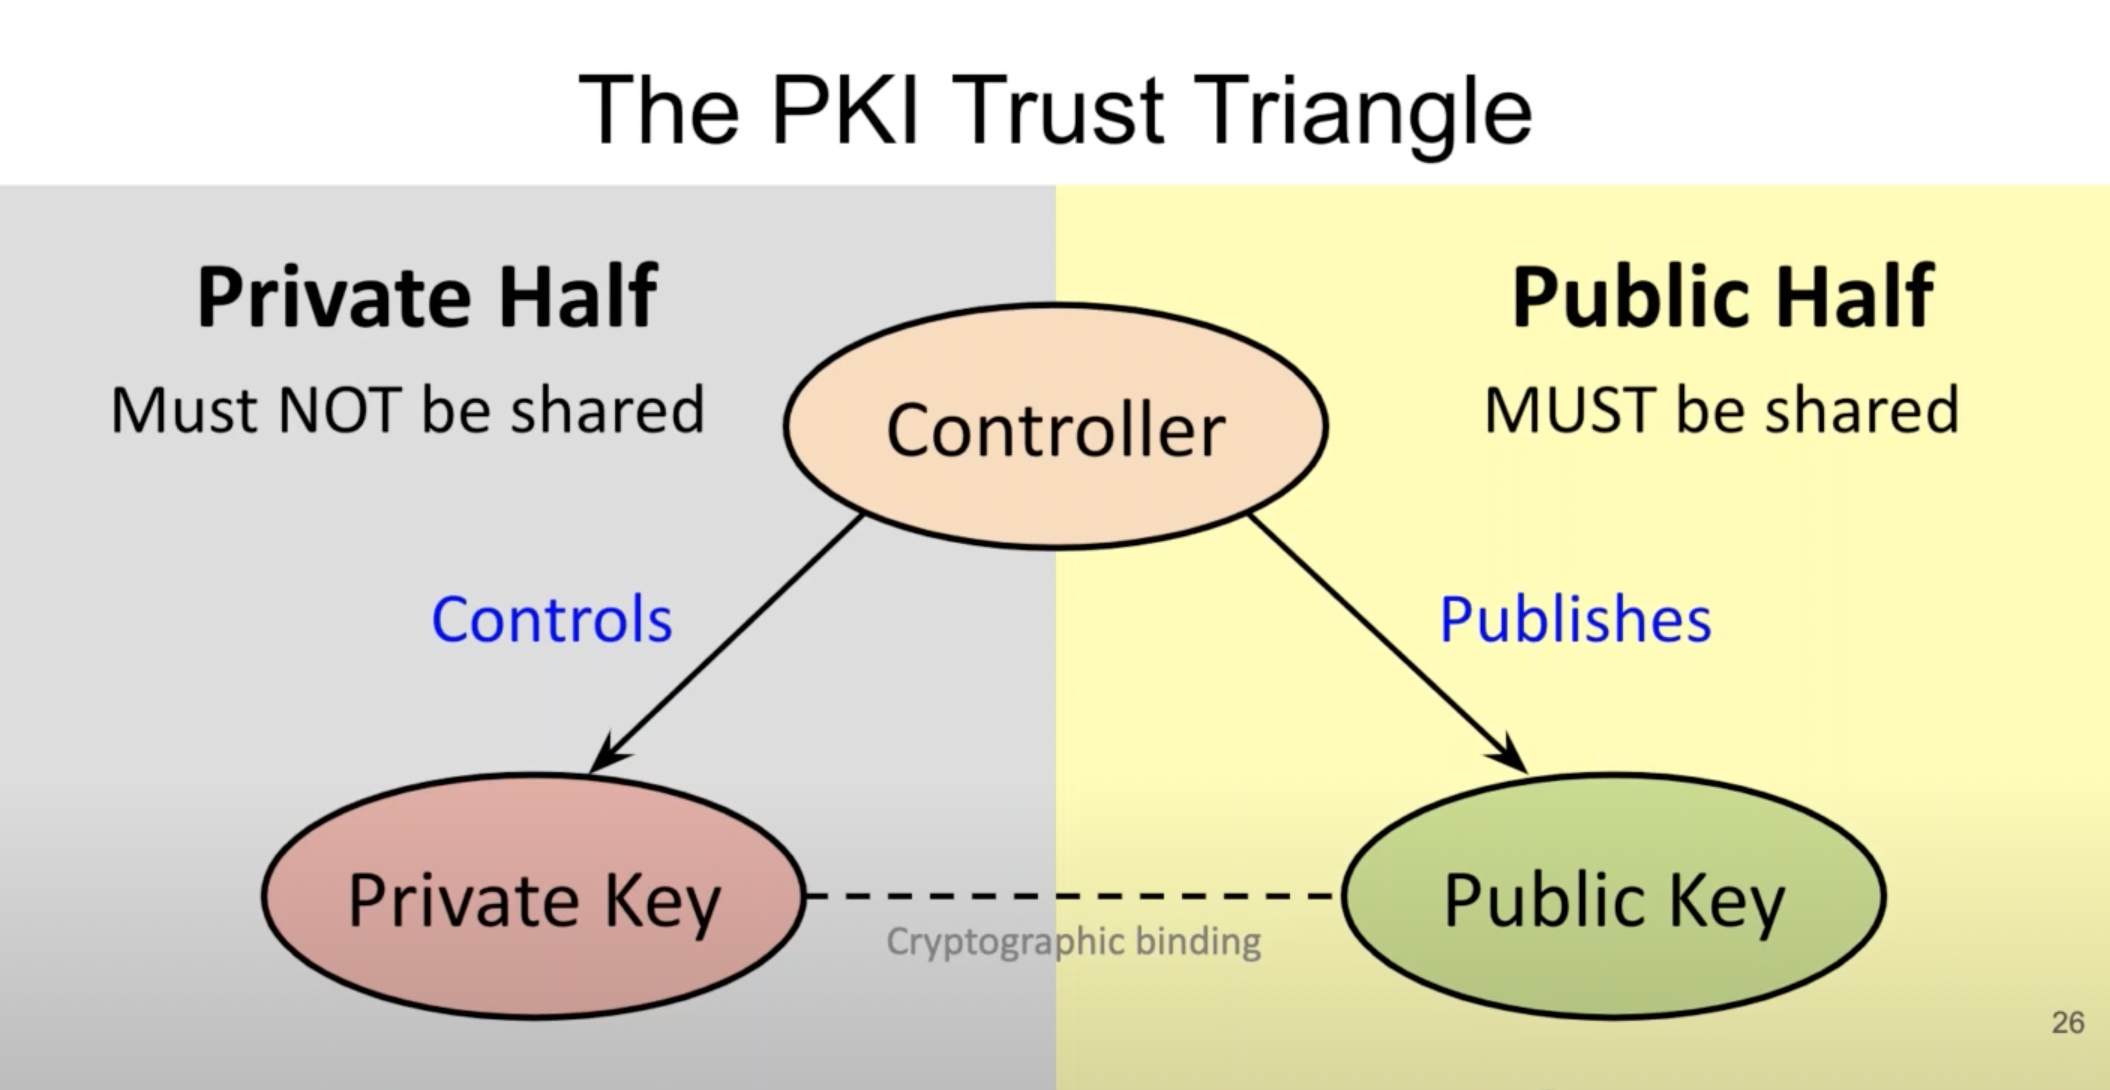 The PKI Trust Triangle
Private Half
Must NOT be shared
Public Half
MUST be shared
Controller
Controls
Publishes
Private Key
Cryptographic binding
Public Key
26